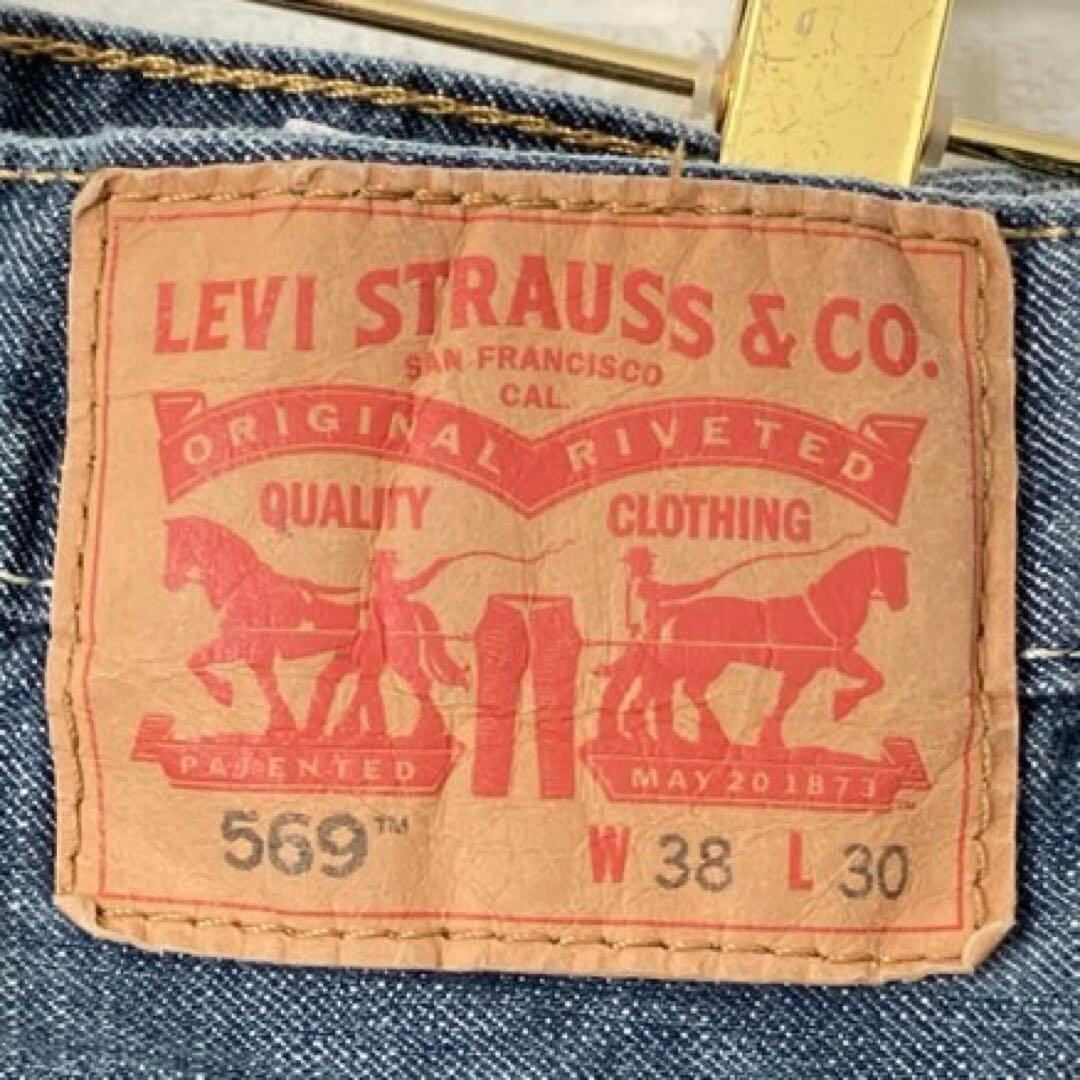 LEVI STRAUSS & CO.
SAN FRANCISCO
CAL.
ORIGINAL RIVETED
QUALITY CLOTHING
PATENTED MAY 20 1873
569™ W 38 L 30